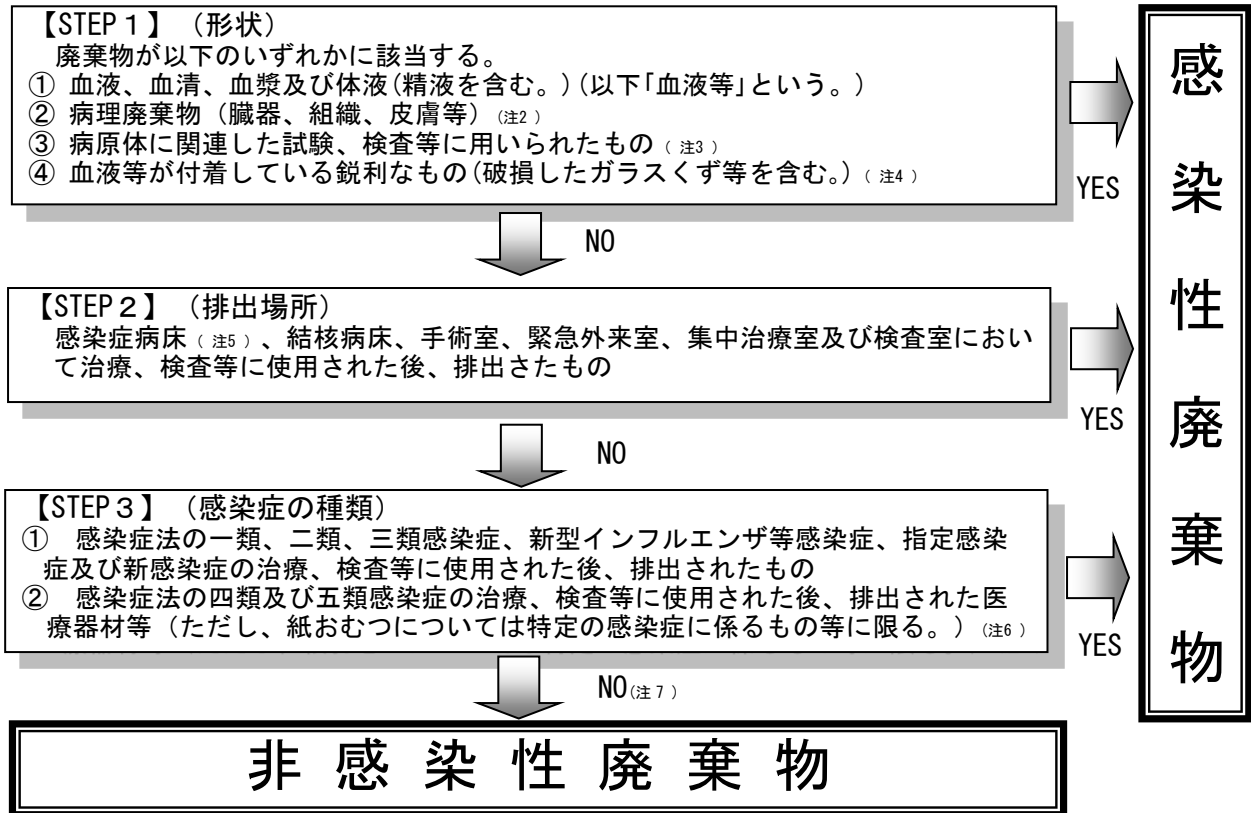 【STEP１】（形状）
廃棄物が以下のいずれかに該当する。
① 血液、血清、血漿及び体液(精液を含む。)(以下「血液等」という。)
② 病理廃棄物（臓器、組織、皮膚等）（注2 ）
③ 病原体に関連した試験、検査等に用いられたもの（ 注3 ）
④ 血液等が付着している鋭利なもの(破損したガラスくず等を含む。)（ 注4 ）
YES
NO
【STEP２】（排出場所）
感染症病床（ 注5 ）、結核病床、手術室、緊急外来室、集中治療室及び検査室におい
て治療、検査等に使用された後、排出さたもの
YES
NO
【STEP３】（感染症の種類）
① 感染症法の一類、二類、三類感染症、新型インフルエンザ等感染症、指定感染
症及び新感染症の治療、検査等に使用された後、排出されたもの
② 感染症法の四類及び五類感染症の治療、検査等に使用された後、排出された医
療器材等（ただし、紙おむつについては特定の感染症に係るもの等に限る。）（注6 ）
YES
NO（注７）
感染性廃棄物
非感染性廃棄物